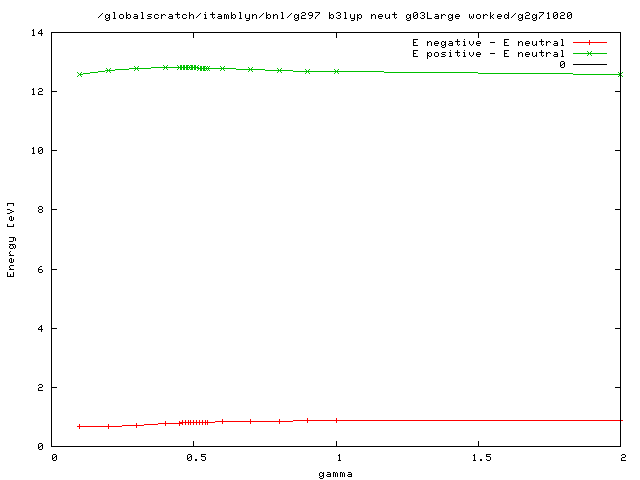 /globalscratch/itamblyn/bnl/g297 b3lyp neut g03Large worked/g2g71020
E negative - E neutral
E positive - E neutral
0
14
12
10
8
6
4
2
0
Energy [eV]
0 0.5 1 1.5 2
gamma